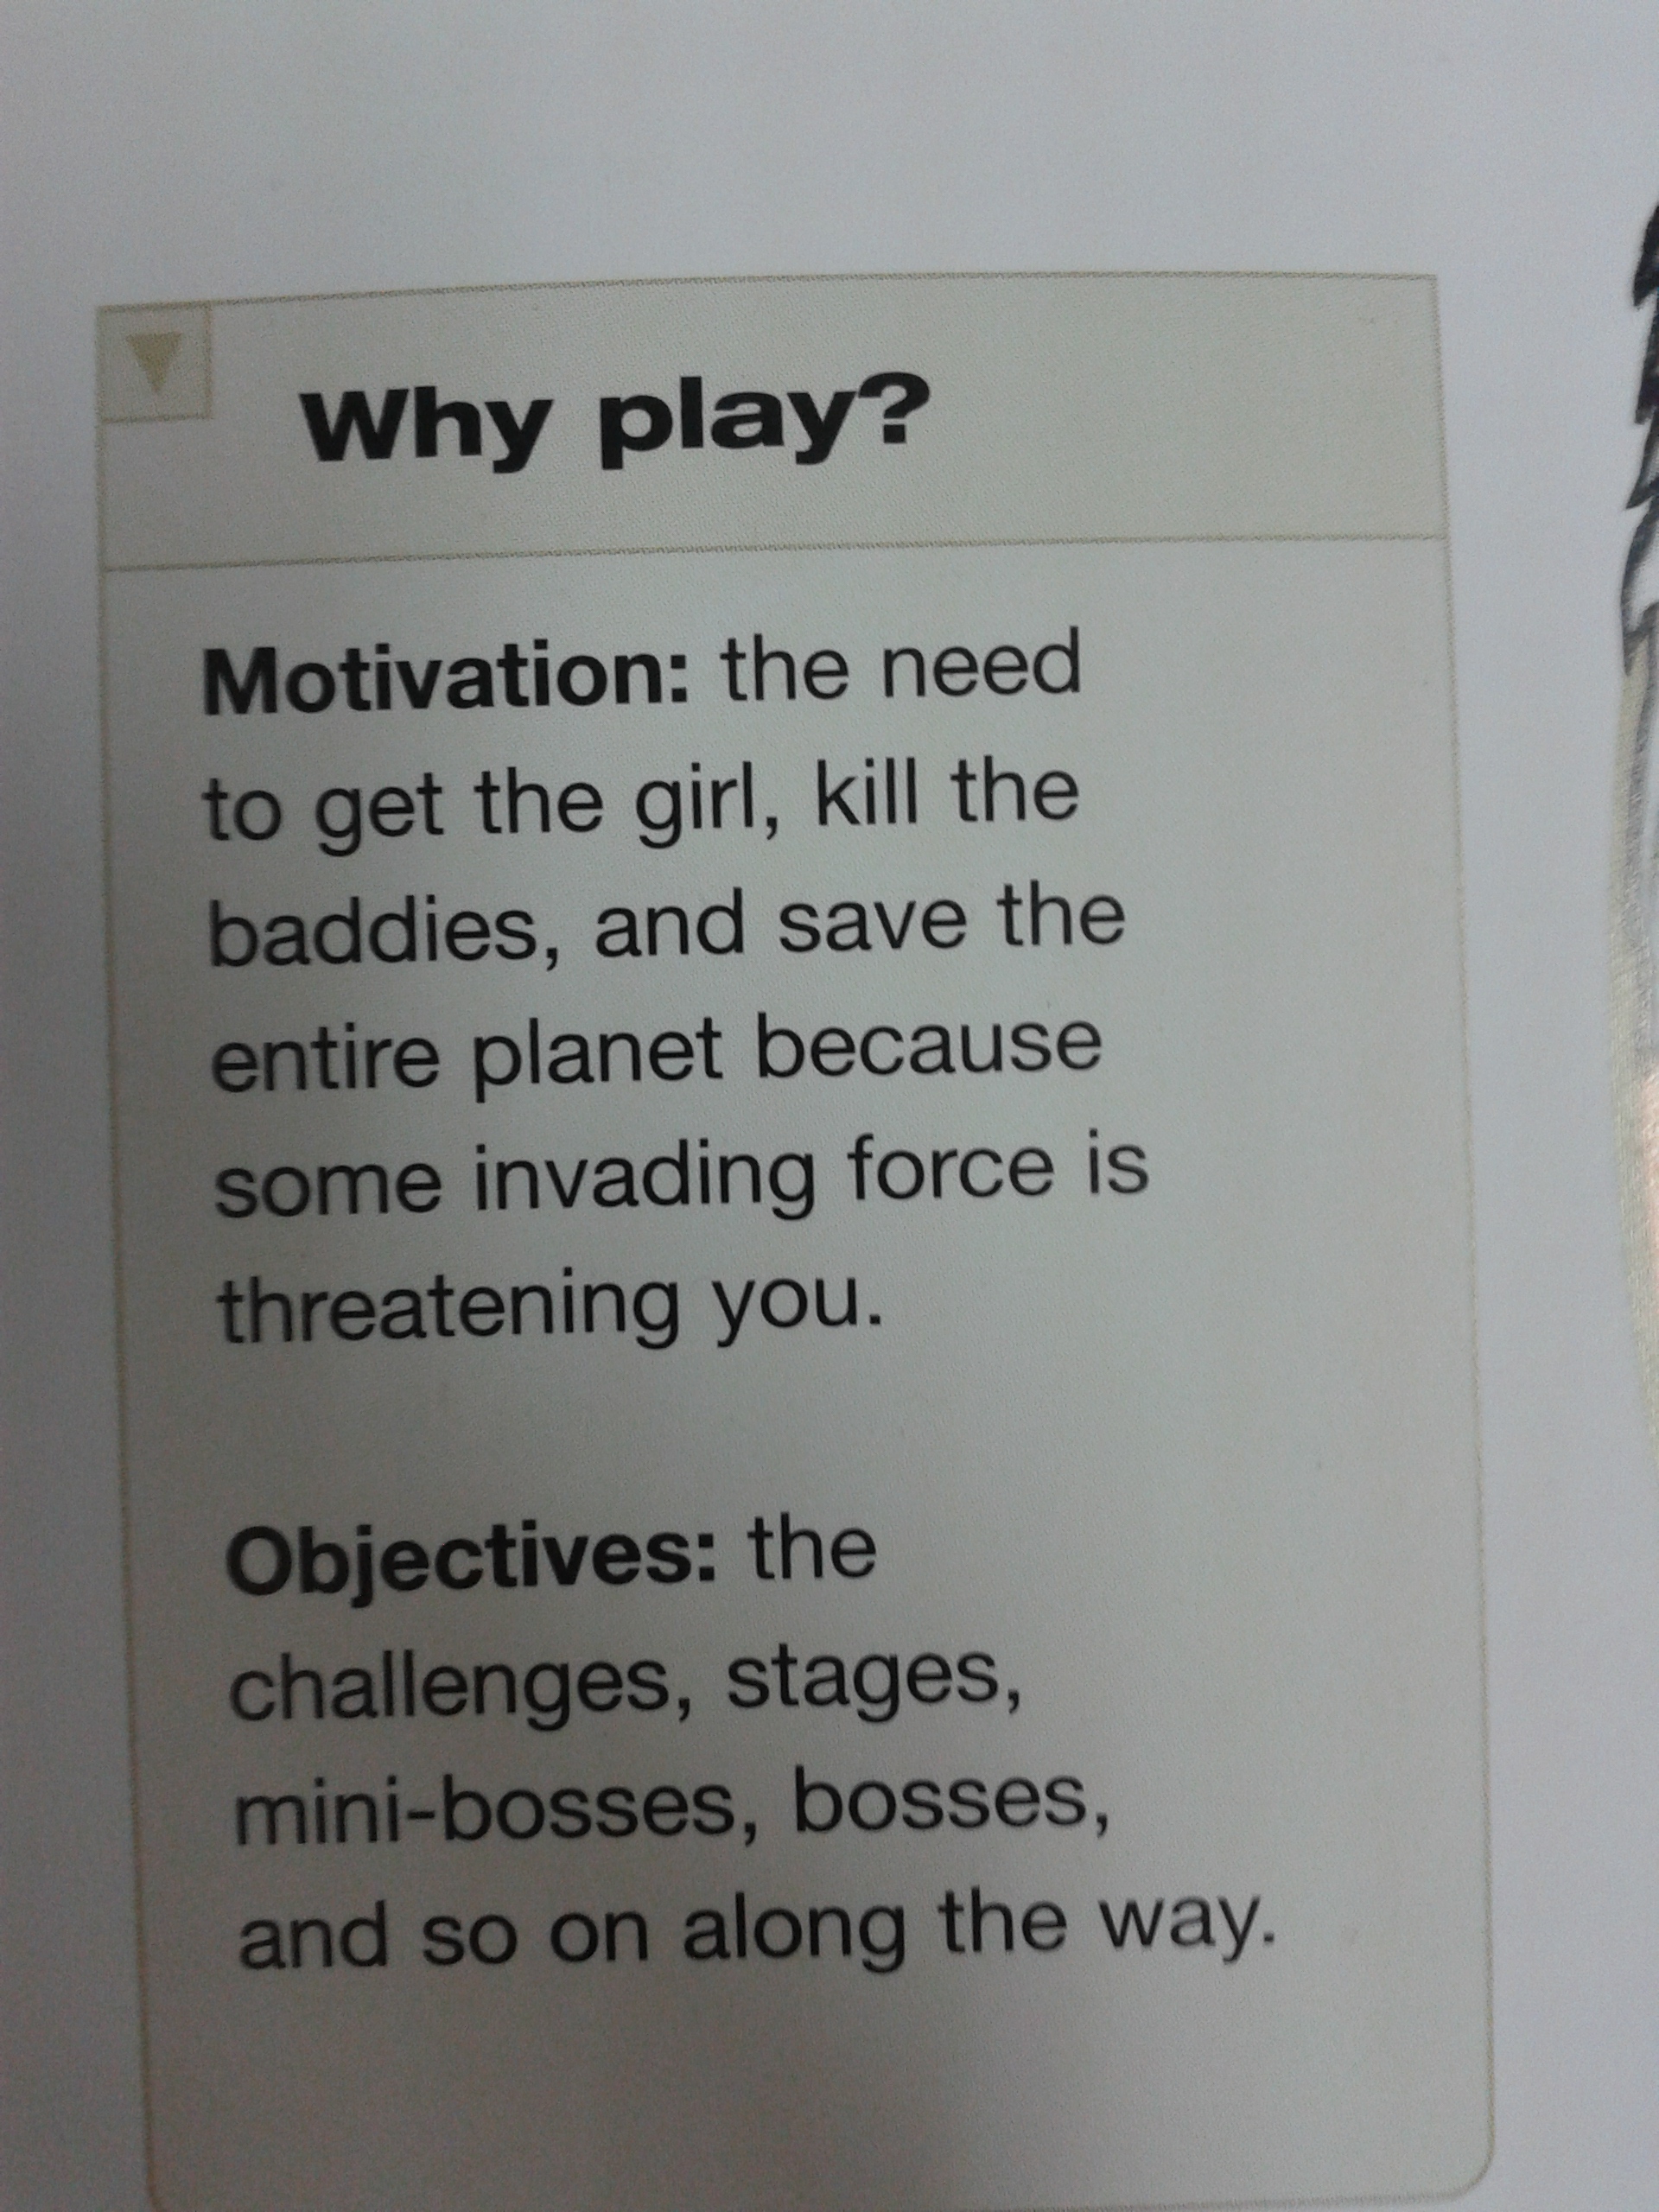 Why play?
Motivation: the need
to get the girl, kill the
baddies, and save the
entire planet because
some invading force is
threatening you.
Objectives: the
challenges, stages,
mini-bosses, bosses,
and so on along the way.